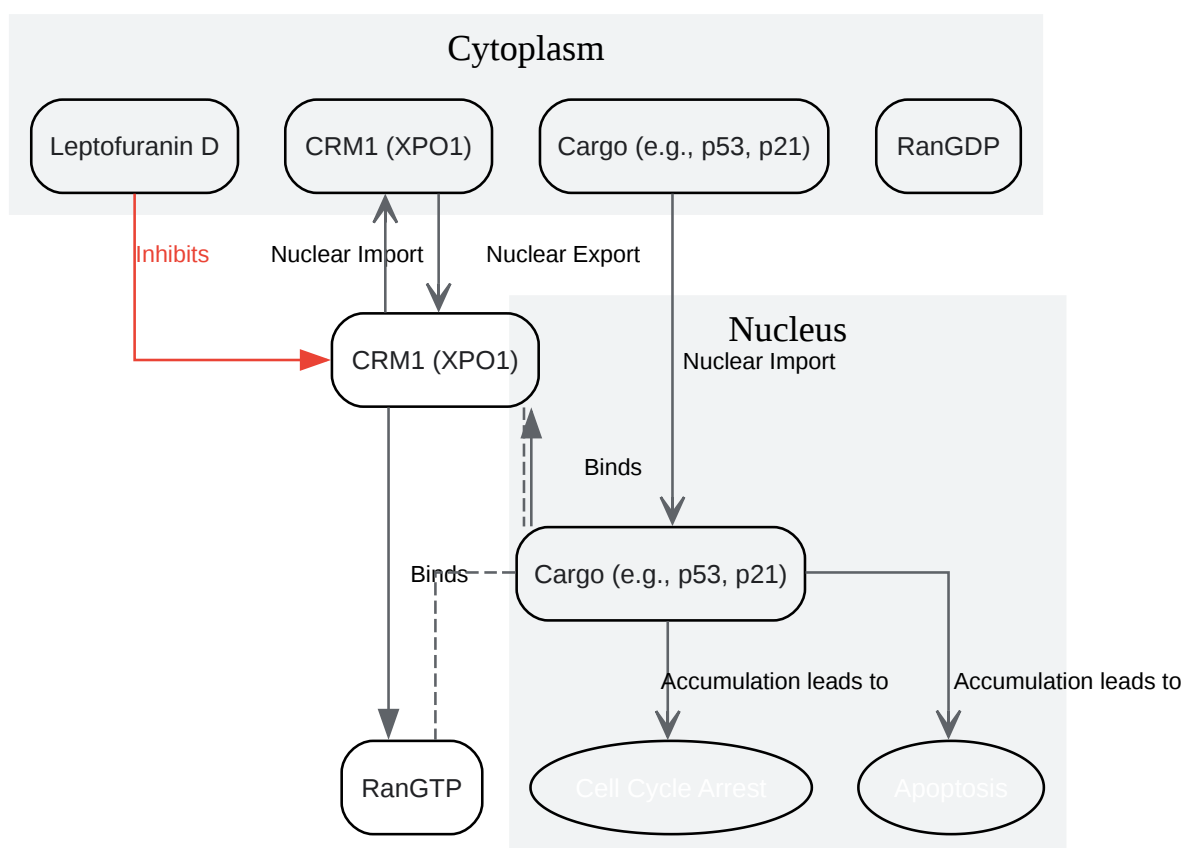 Cytoplasm
Leptofuranin D
CRM1 (XPO1)
Cargo (e.g., p53, p21)
RanGDP
Inhibits
Nuclear Import
Nuclear Export
Nucleus
CRM1 (XPO1)
Nuclear Import
Binds
Binds
Cargo (e.g., p53, p21)
Accumulation leads to
Accumulation leads to
RanGTP
Cell Cycle Arrest
Apoptosis